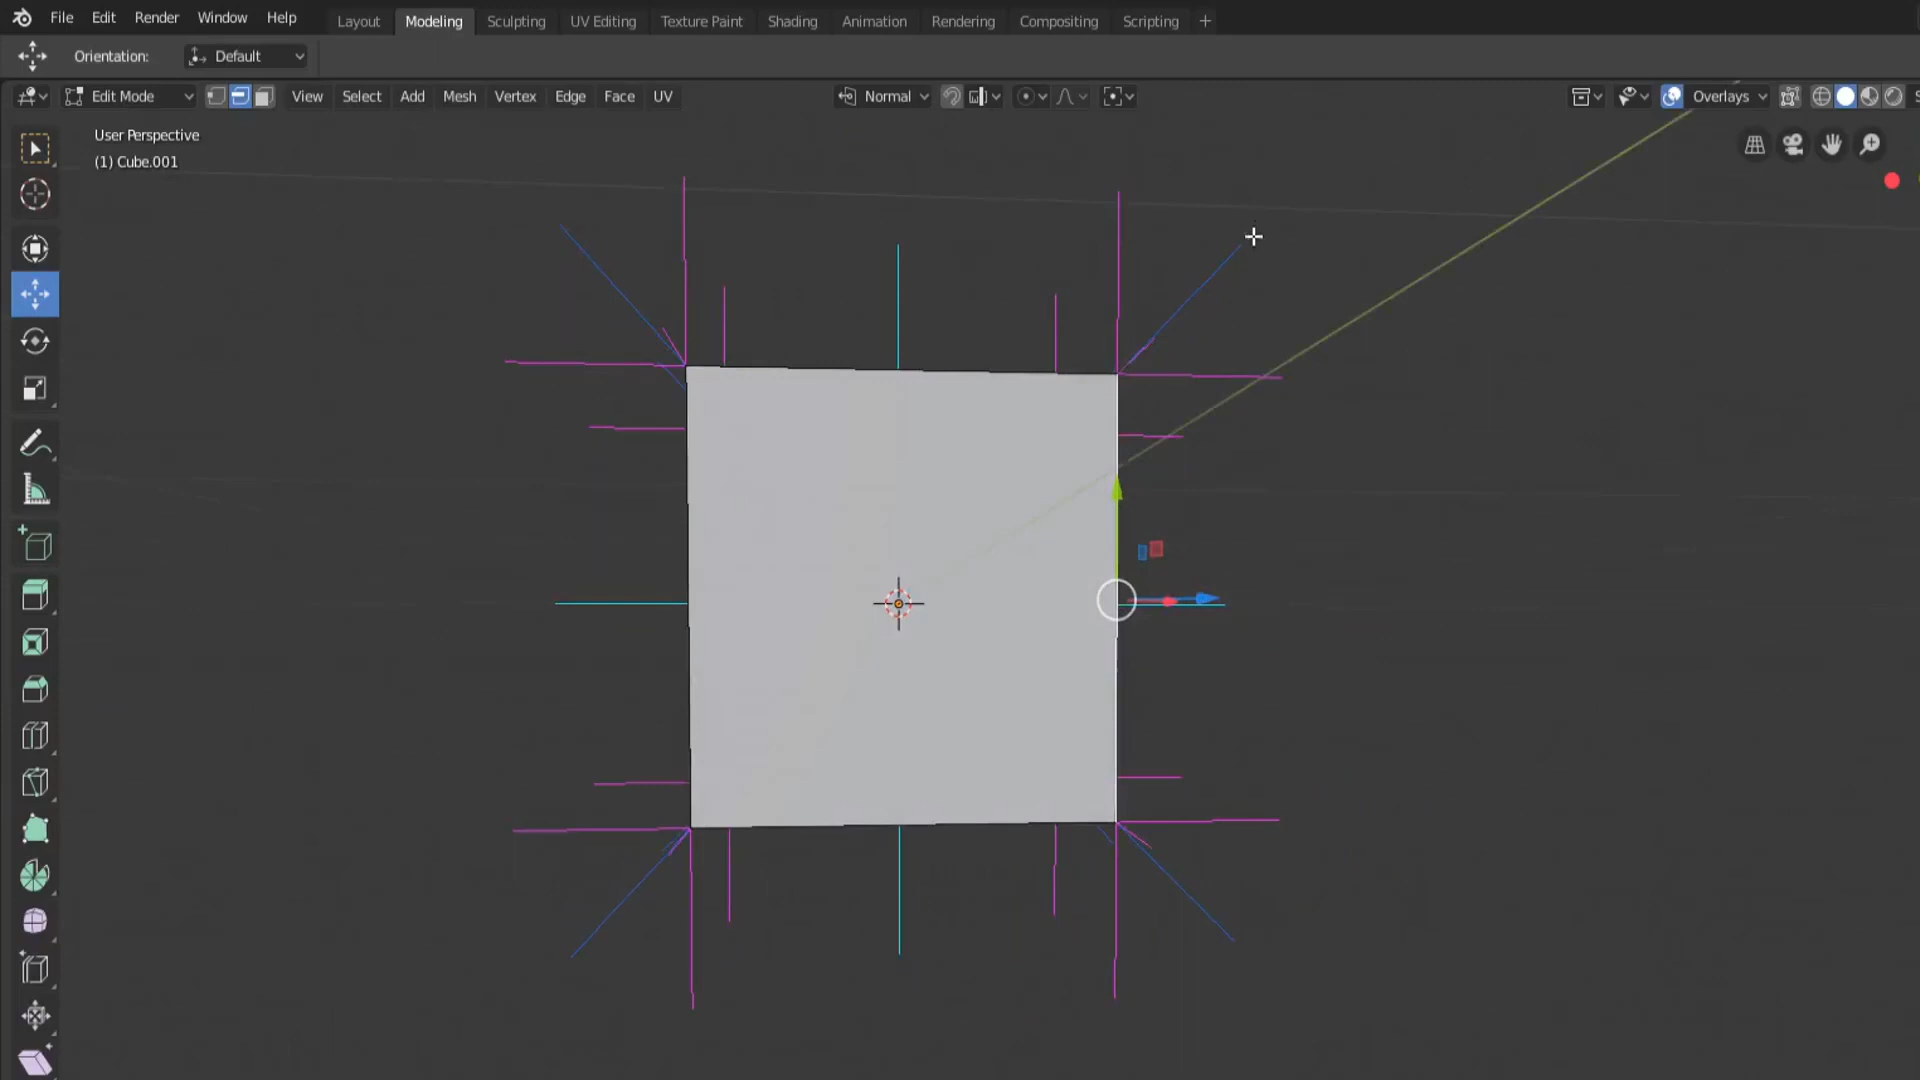 File Edit Render Window Help Layout Modeling Sculpting UV Editing Texture Paint Shading Animation Rendering Compositing Scripting +
Orientation: Default
Edit Mode View Select Add Mesh Vertex Edge Face UV Normal Overlays
User Perspective
(1) Cube.001